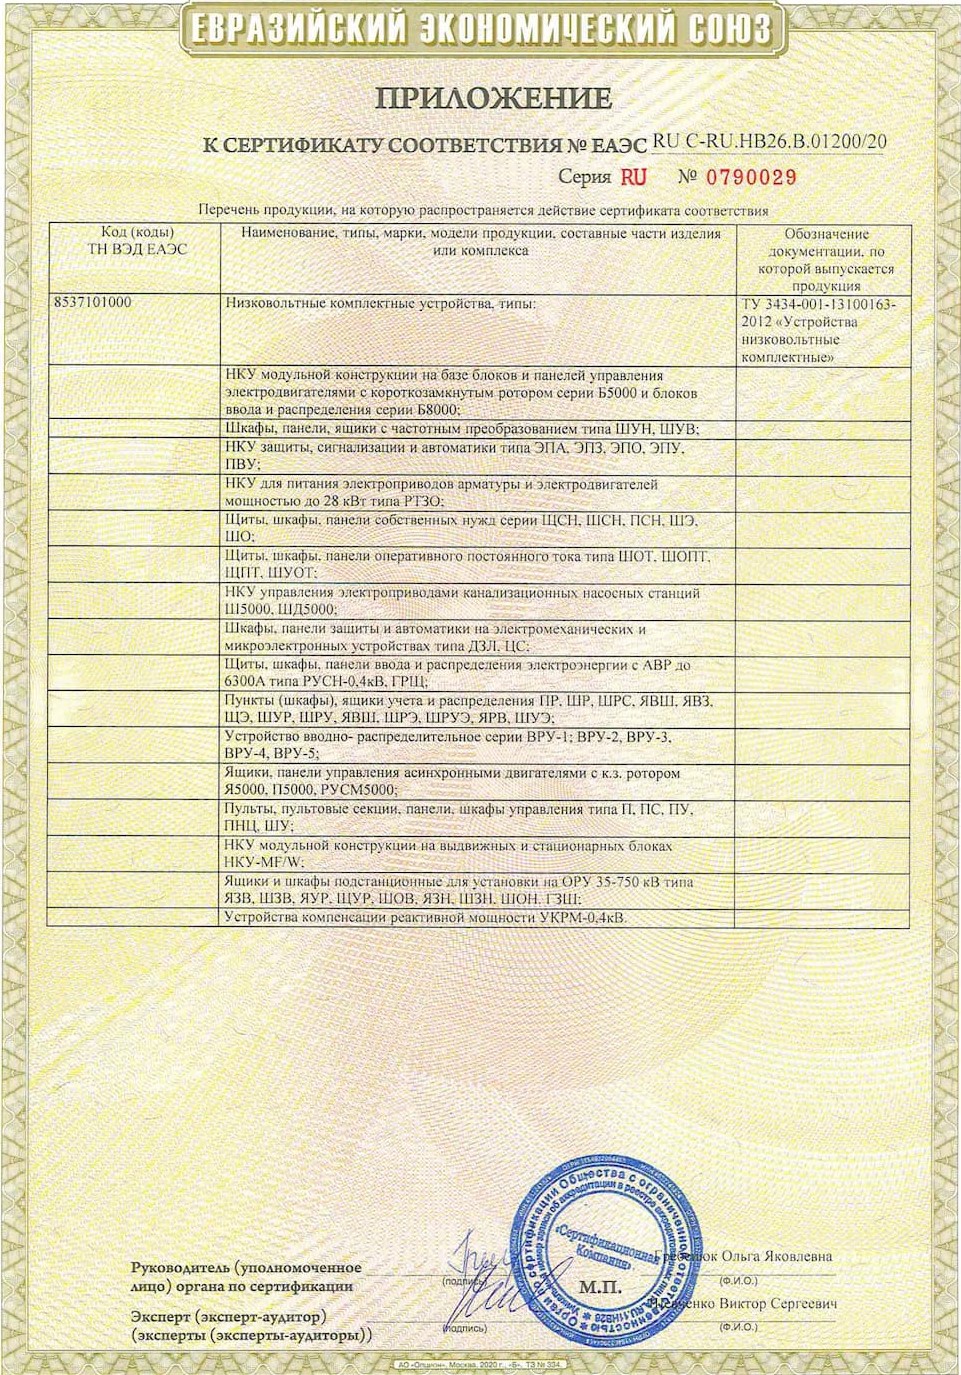 ЕВРАЗИЙСКИЙ ЭКОНОМИЧЕСКИЙ СОЮЗ
ПРИЛОЖЕНИЕ
К СЕРТИФИКАТУ СООТВЕТСТВИЯ № ЕАЭС RU C-RU.HB26.B.01200/20
Серия RU № 0790029
Перечень продукции, на которую распространяется действие сертификата соответствия
Код (коды)
ТН ВЭД ЕАЭС
Наименование, типы, марки, модели продукции, составные части изделия
или комплекса
Обозначение
документации, по
которой выпускается
продукция
8537101000
Низковольтные комплектные устройства, типы:
ТУ 3434-001-13100163-
2012 «Устройства
низковольтные
комплектные»
НКУ модульной конструкции на базе блоков и панелей управления
электродвигателями с короткозамкнутым ротором серии Б5000 и блоков
ввода и распределения серии Б8000;
Шкафы, панели, ящики с частотным преобразованием типа ШУН, ШУВ;
НКУ защиты, сигнализации и автоматики типа ЭПА, ЭПЗ, ЭПО, ЭПУ,
ПВУ;
НКУ для питания электроприводов арматуры и электродвигателей
мощностью до 28 кВт типа РТЗО;
Щиты, шкафы, панели собственных нужд серии ЩСН, ШСН, ПСН, ШЭ,
ШО;
Щиты, шкафы, панели оперативного постоянного тока типа ШОТ, ШОПТ,
ЩПТ, ШУОТ;
НКУ управления электроприводами канализационных насосных станций
Ш5000, ШД5000;
Шкафы, панели защиты и автоматики на электромеханических и
микроэлектронных устройствах типа ДЗЛ, ЦС;
Щиты, шкафы, панели ввода и распределения электроэнергии с АВР до
6300А типа РУСН-0,4кВ, ГРЩ;
Пункты (шкафы), ящики учета и распределения ПР, ШР, ШРС, ЯВШ, ЯВЗ,
ЩЭ, ШУР, ШРУ, ЯВШ, ШРЭ, ШРУЭ, ЯРВ, ШУЭ;
Устройство вводно- распределительное серии ВРУ-1; ВРУ-2, ВРУ-3,
ВРУ-4, ВРУ-5;
Ящики, панели управления асинхронными двигателями с к.з. ротором
Я5000, П5000, РУСМ5000;
Пульты, пультовые секции, панели, шкафы управления типа П, ПС, ПУ,
ПНЦ, ШУ;
НКУ модульной конструкции на выдвижных и стационарных блоках
НКУ-MF/W;
Ящики и шкафы подстанционные для установки на ОРУ 35-750 кВ типа
ЯЗВ, ШЗВ, ЯУР, ЩУР, ШОВ, ЯЗН, ШЗН, ШОН, ГЗШ;
Устройства компенсации реактивной мощности УКРМ-0,4кВ.
Руководитель (уполномоченное
лицо) органа по сертификации
(подпись)
Ольга Яковлевна
(Ф.И.О.)
М.П.
Эксперт (эксперт-аудитор)
(эксперты (эксперты-аудиторы))
(подпись)
Виктор Сергеевич
(Ф.И.О.)
Орган по сертификации Общества с ограниченной ответственностью
«Сертификационная
Компания»
АО «Опцион», Москва, 2020 г., «Б». ТЗ № 334.